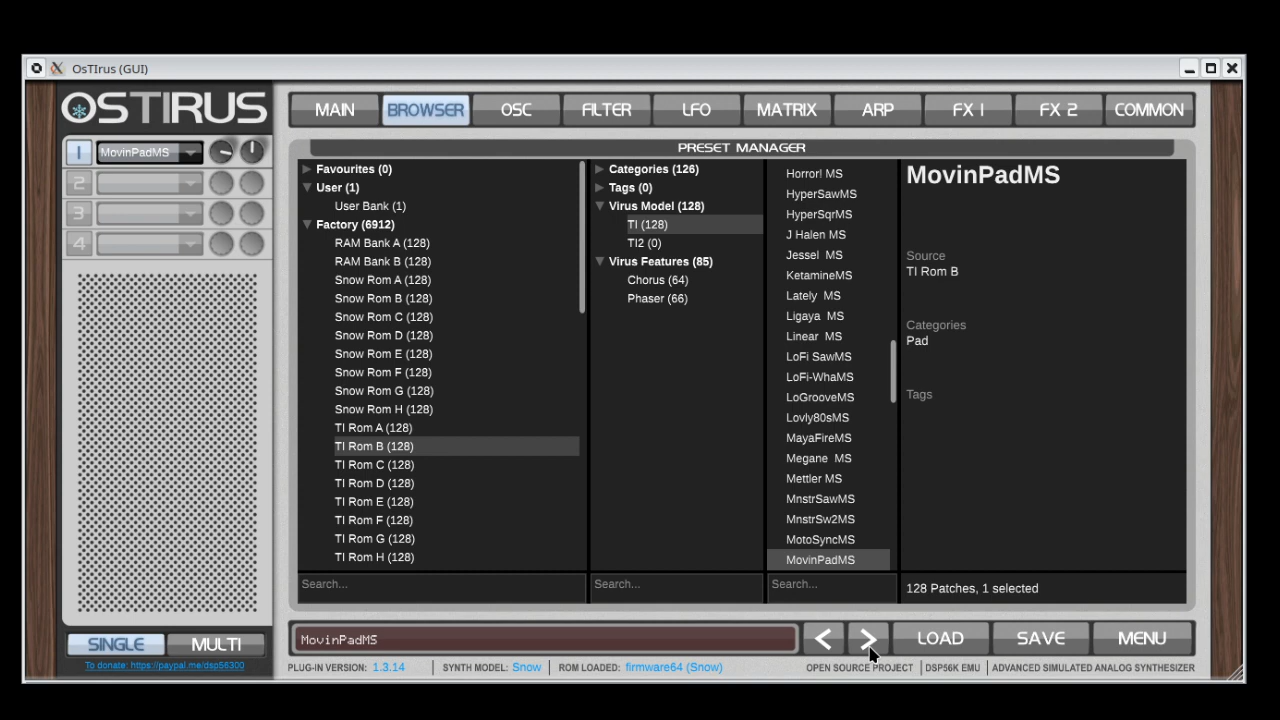 OsTIrus (GUI)
OSTIRUS
MAIN
BROWSER
OSC
FILTER
LFO
MATRIX
ARP
FX 1
FX 2
COMMON
1
MovinPadMS
2
3
4
PRESET MANAGER
Favourites (0)
User (1)
User Bank (1)
Factory (6912)
RAM Bank A (128)
RAM Bank B (128)
Snow Rom A (128)
Snow Rom B (128)
Snow Rom C (128)
Snow Rom D (128)
Snow Rom E (128)
Snow Rom F (128)
Snow Rom G (128)
Snow Rom H (128)
TI Rom A (128)
TI Rom B (128)
TI Rom C (128)
TI Rom D (128)
TI Rom E (128)
TI Rom F (128)
TI Rom G (128)
TI Rom H (128)
Search...
Categories (126)
Tags (0)
Virus Model (128)
TI (128)
TI2 (0)
Virus Features (85)
Chorus (64)
Phaser (66)
Search...
Horror! MS
HyperSawMS
HyperSqrMS
J Halen MS
Jessel  MS
KetamineMS
Lately  MS
Ligaya  MS
Linear  MS
LoFi SawMS
LoFi-WhaMS
LoGrooveMS
Lovly80sMS
MayaFireMS
Megane  MS
Mettler MS
MnstrSawMS
MnstrSw2MS
MotoSyncMS
MovinPadMS
Search...
MovinPadMS
Source
TI Rom B
Categories
Pad
Tags
128 Patches, 1 selected
SINGLE
MULTI
To donate: https://paypal.me/dsp56300
MovinPadMS
<
>
LOAD
SAVE
MENU
PLUG-IN VERSION: 1.3.14
SYNTH MODEL: Snow
ROM LOADED: firmware64 (Snow)
OPEN SOURCE PROJECT
DSP56K EMU
ADVANCED SIMULATED ANALOG SYNTHESIZER